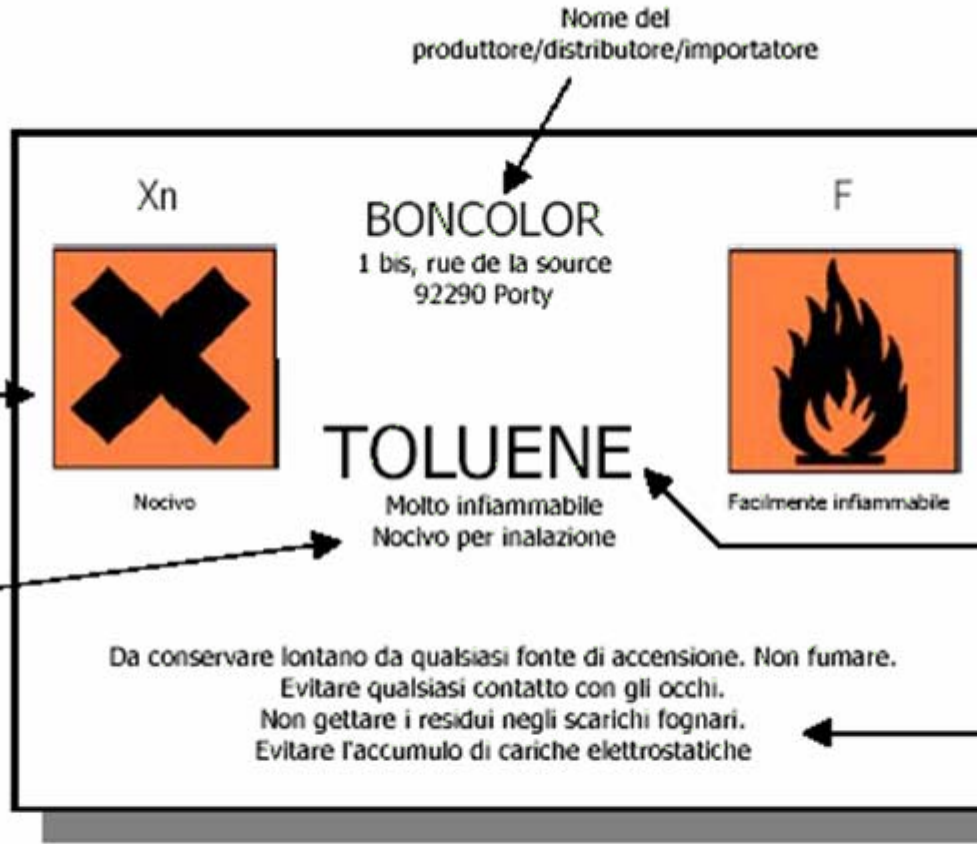 Nome del
produttore/distributore/importatore
Xn
BONCOLOR
F
1 bis, rue de la source
92290 Porty
TOLUENE
Nocivo
Molto infiammabile
Facilmente infiammabile
Nocivo per inalazione
Da conservare lontano da qualsiasi fonte di accensione. Non fumare.
Evitare qualsiasi contatto con gli occhi.
Non gettare i residui negli scarichi fognari.
Evitare l'accumulo di cariche elettrostatiche